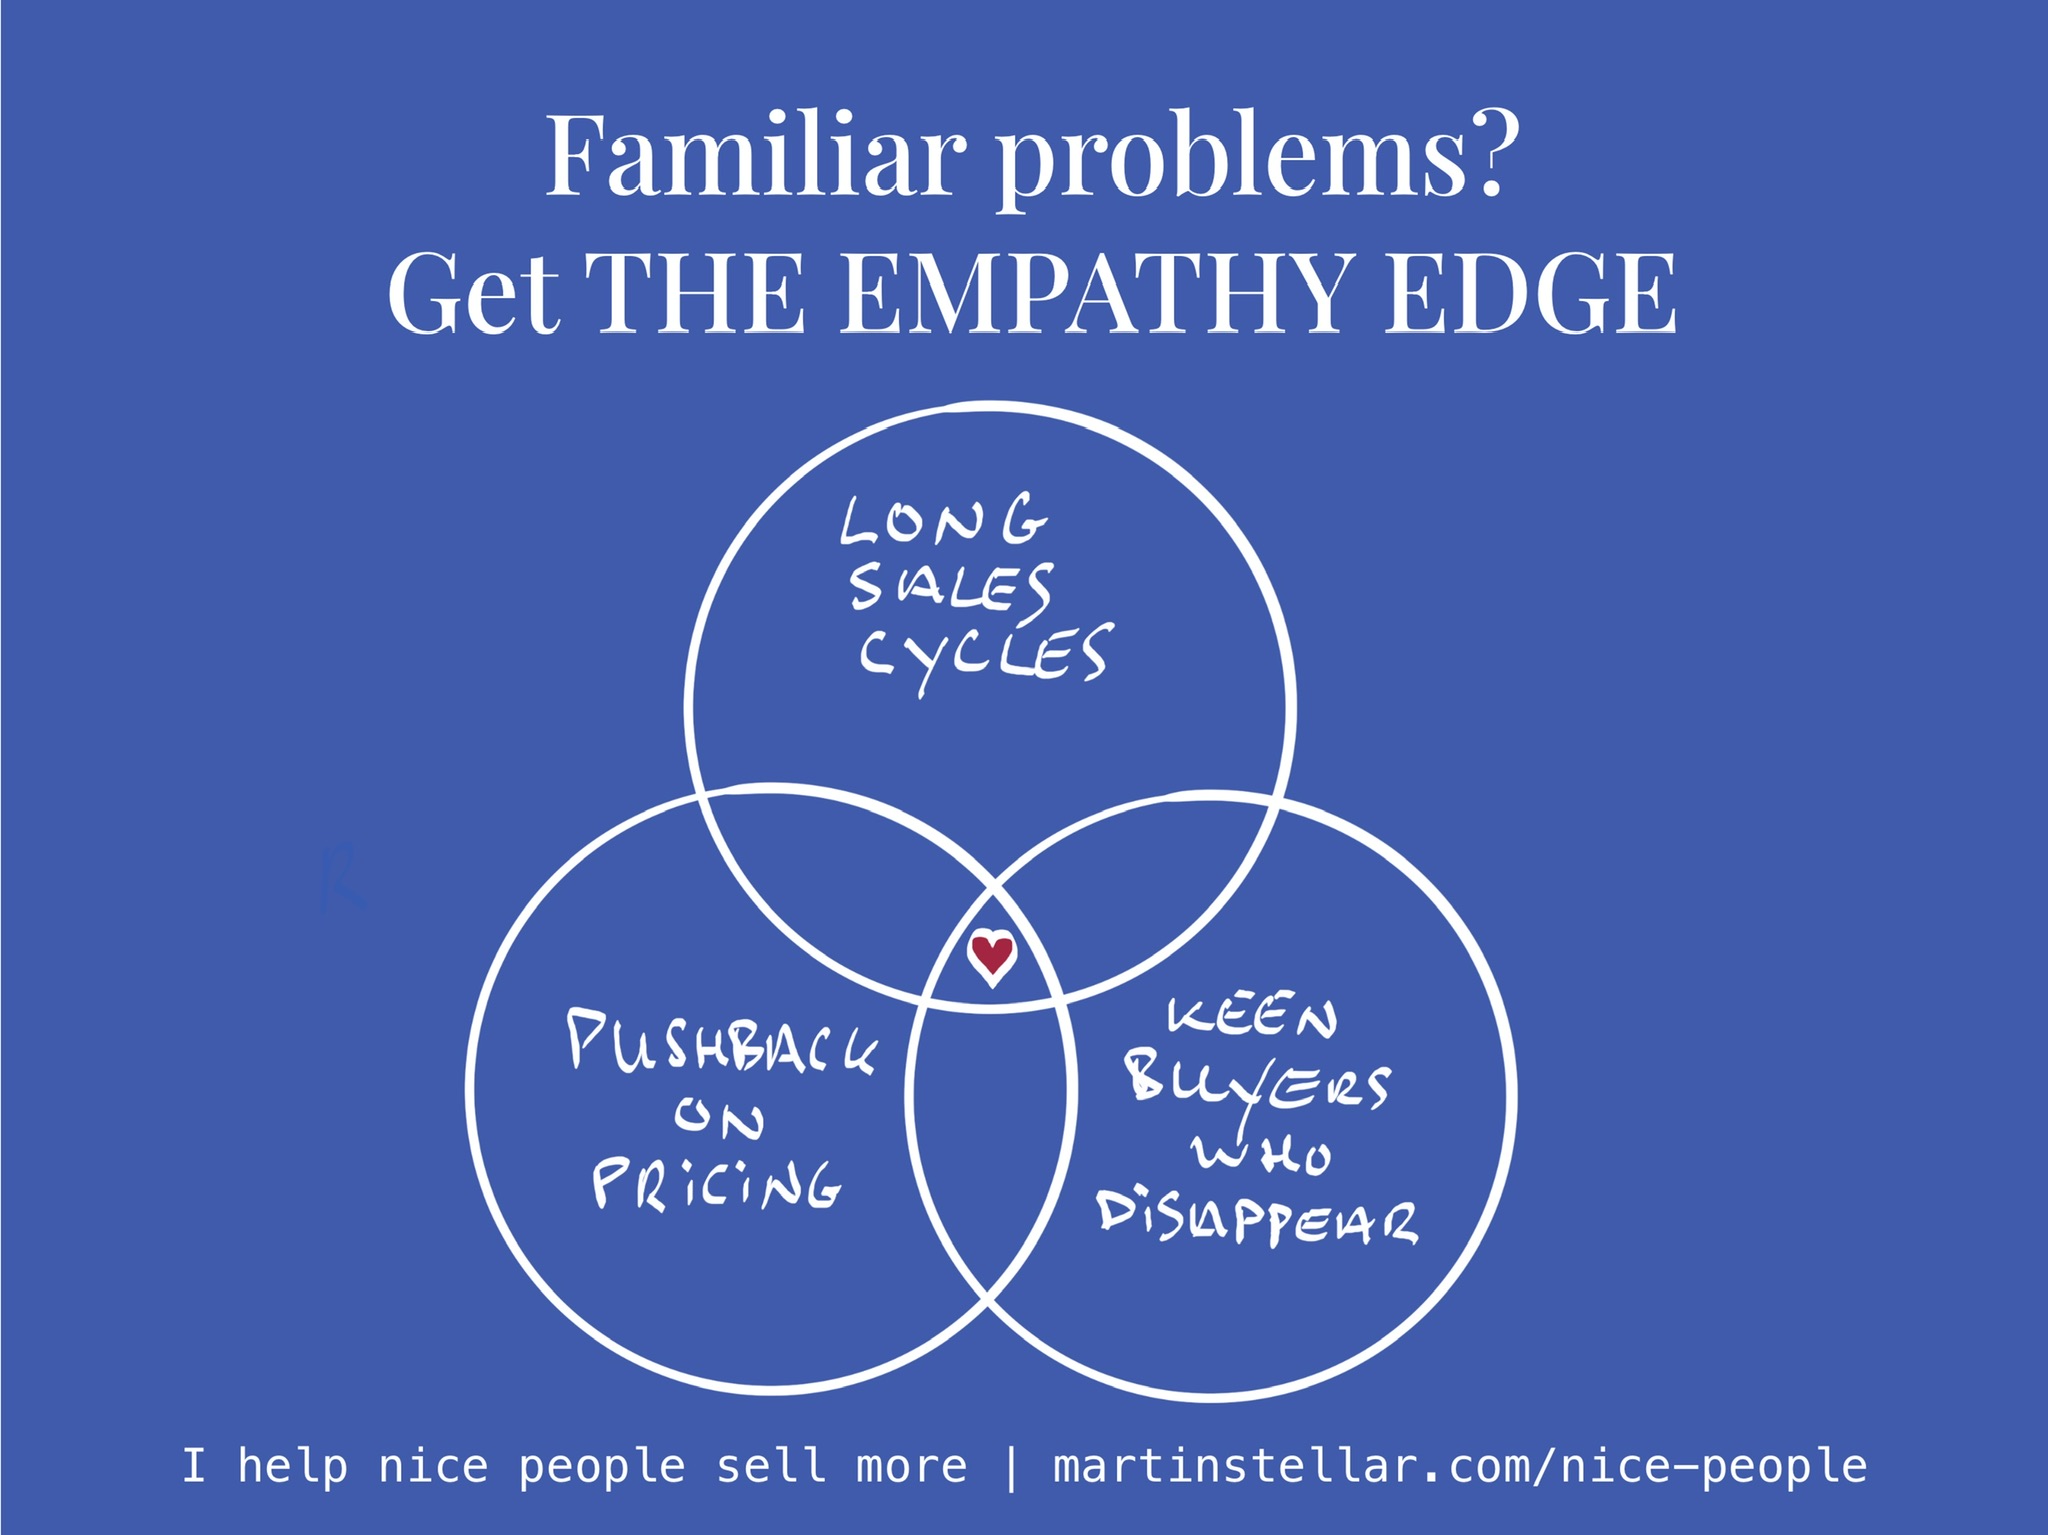 Familiar problems?
Get THE EMPATHY EDGE
LONG
SALES
CYCLES
PUSHBACK
ON
PRiCiNG
KEEN
BUYERS
WHO
DiSAPPEAR
R
I help nice people sell more | martinstellar.com/nice-people